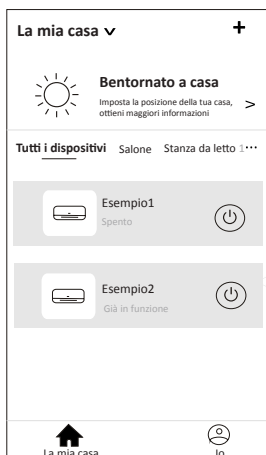 La mia casa
Bentornato a casa
Imposta la posizione della tua casa,
ottieni maggiori informazioni
Tutti i dispositivi Salone Stanza da letto 1...
Esempio1
Spento
Esempio2
Già in funzione
La mia casa Io